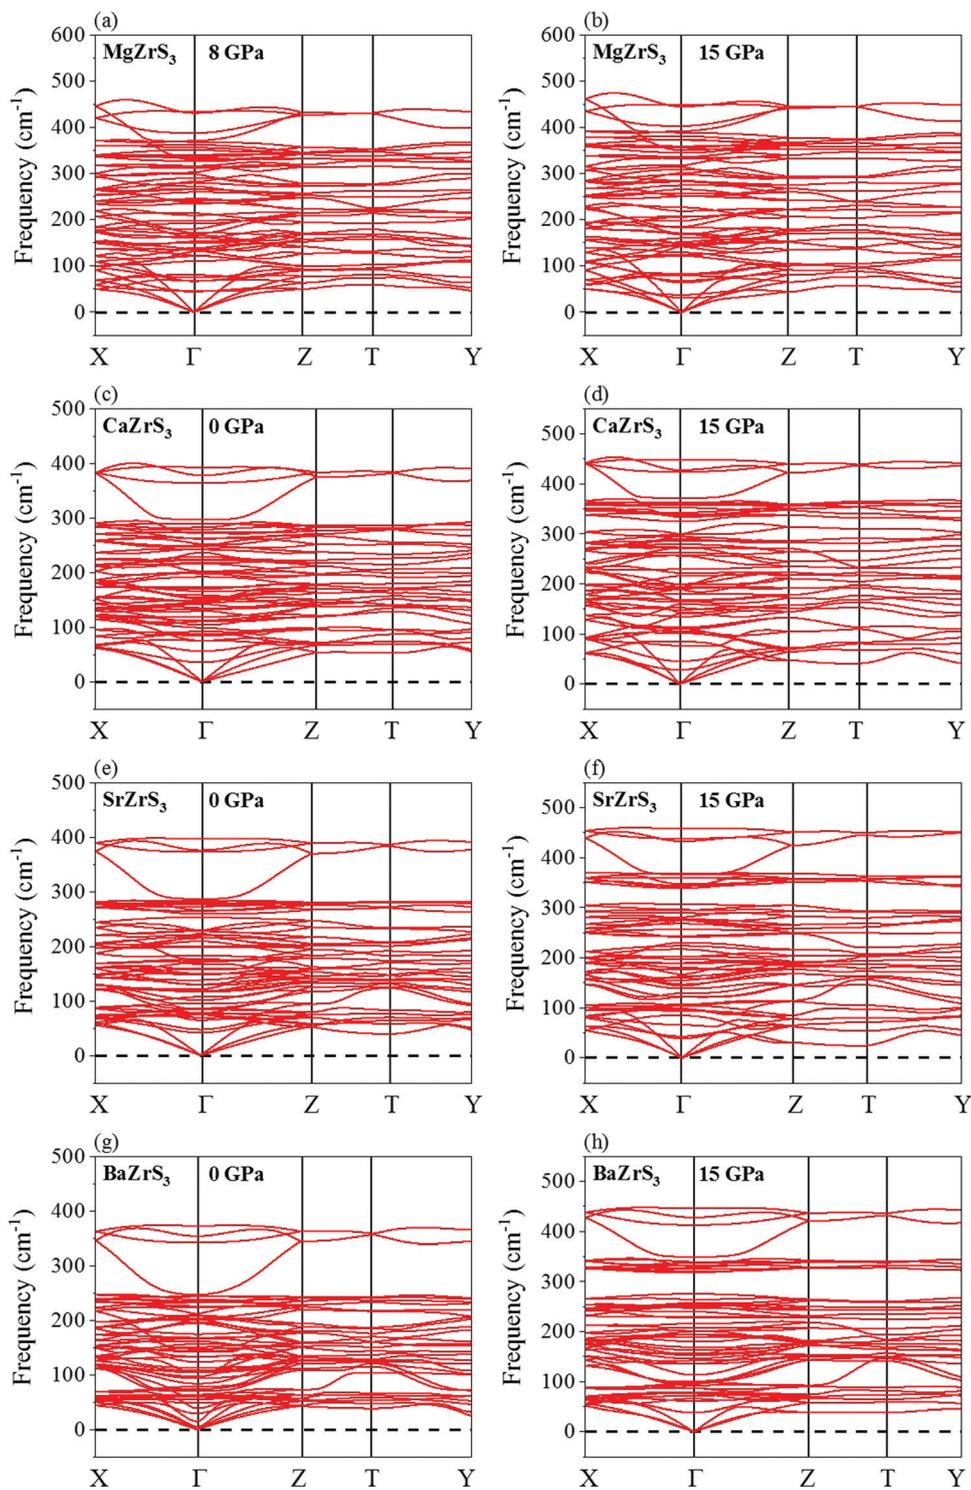 (a)
MgZrS₃ 8 GPa
Frequency (cm⁻¹)
600
500
400
300
200
100
0
X Γ Z T Y
(b)
MgZrS₃ 15 GPa
Frequency (cm⁻¹)
600
500
400
300
200
100
0
X Γ Z T Y
(c)
CaZrS₃ 0 GPa
Frequency (cm⁻¹)
500
400
300
200
100
0
X Γ Z T Y
(d)
CaZrS₃ 15 GPa
Frequency (cm⁻¹)
500
400
300
200
100
0
X Γ Z T Y
(e)
SrZrS₃ 0 GPa
Frequency (cm⁻¹)
500
400
300
200
100
0
X Γ Z T Y
(f)
SrZrS₃ 15 GPa
Frequency (cm⁻¹)
500
400
300
200
100
0
X Γ Z T Y
(g)
BaZrS₃ 0 GPa
Frequency (cm⁻¹)
500
400
300
200
100
0
X Γ Z T Y
(h)
BaZrS₃ 15 GPa
Frequency (cm⁻¹)
500
400
300
200
100
0
X Γ Z T Y